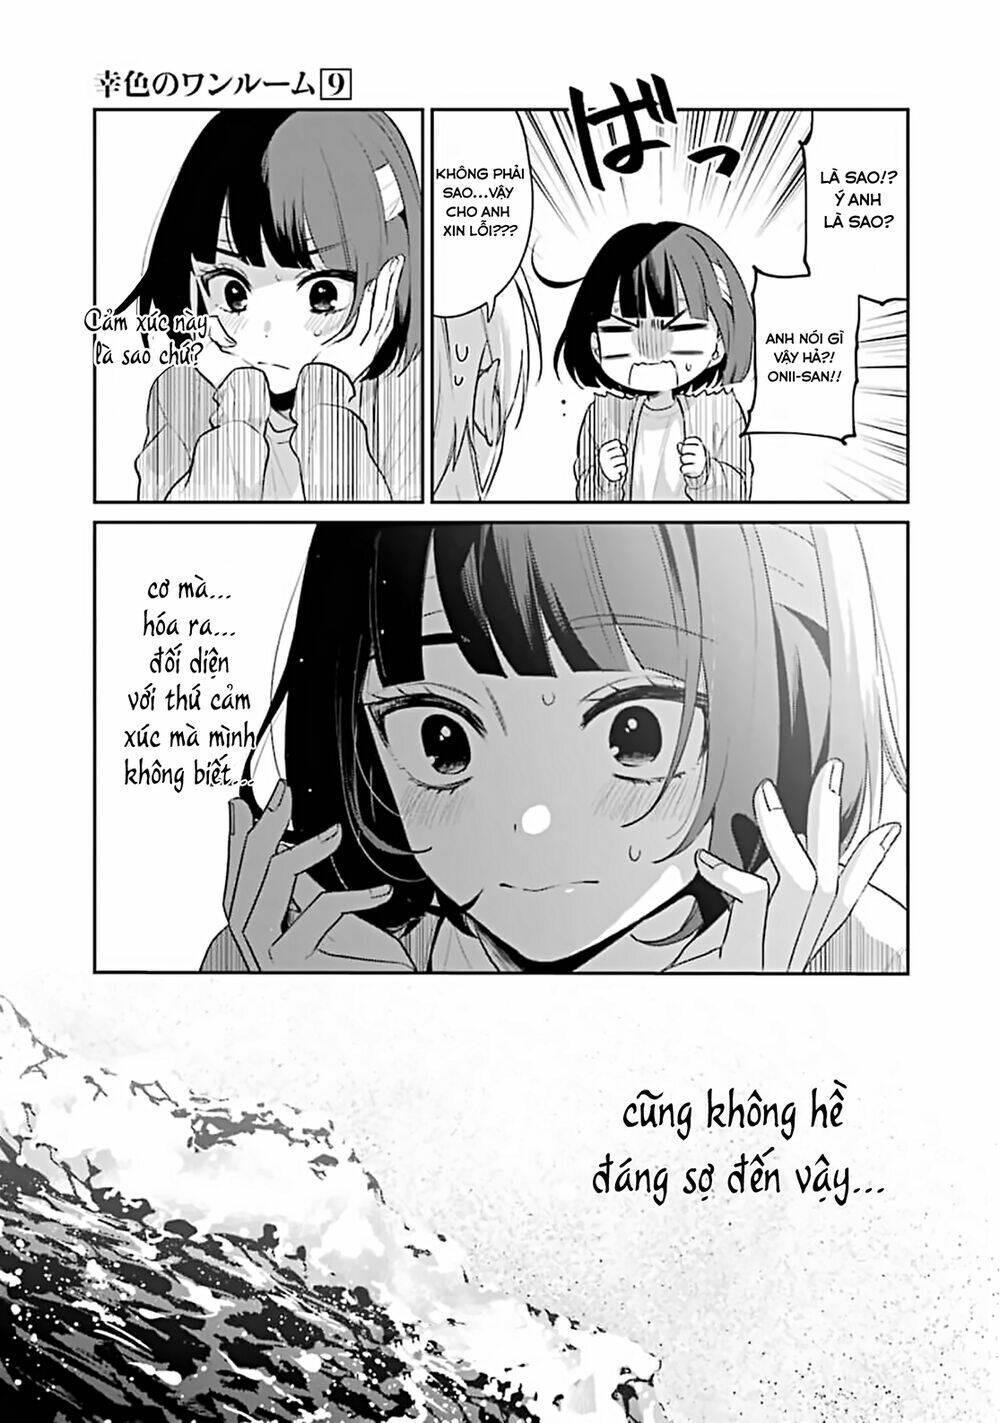 幸色のワンルーム9
ばっ
LÀ SAO!?
Ý ANH
LÀ SAO?
ANH NÓI GÌ
VẬY HẢ?!
ONII-SAN!!
KHÔNG PHẢI
SAO...VẬY
CHO ANH
XIN LỖI???
Cảm xúc này
là sao chứ?
cơ mà...
hóa ra...
đối diện
với thứ cảm
xúc mà mình
không biết...
cũng không hề
đáng sợ đến vậy...